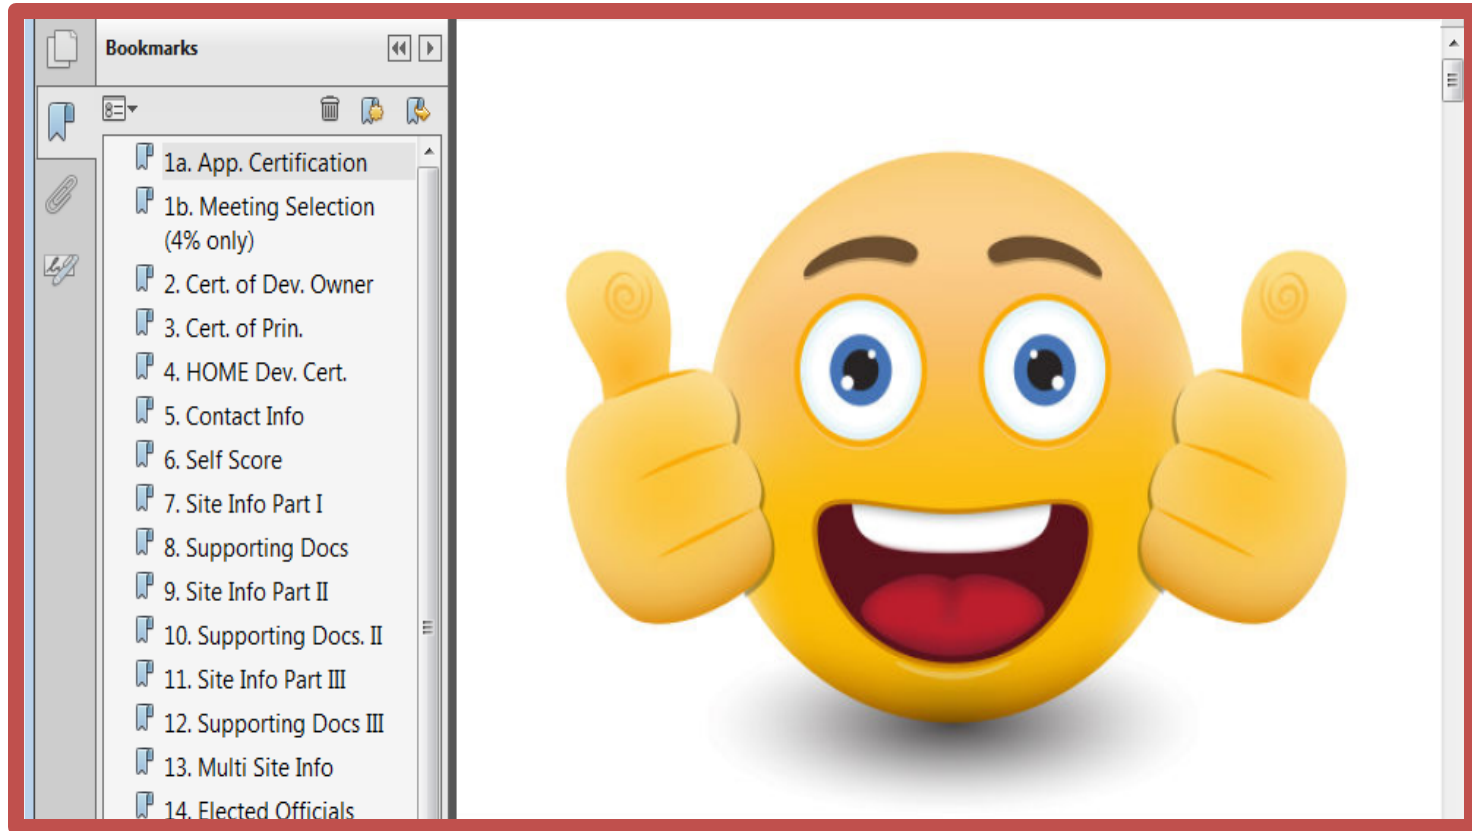 Bookmarks
1a. App. Certification
1b. Meeting Selection
(4% only)
2. Cert. of Dev. Owner
3. Cert. of Prin.
4. HOME Dev. Cert.
5. Contact Info
6. Self Score
7. Site Info Part I
8. Supporting Docs
9. Site Info Part II
10. Supporting Docs. II
11. Site Info Part III
12. Supporting Docs III
13. Multi Site Info
14. Elected Officials